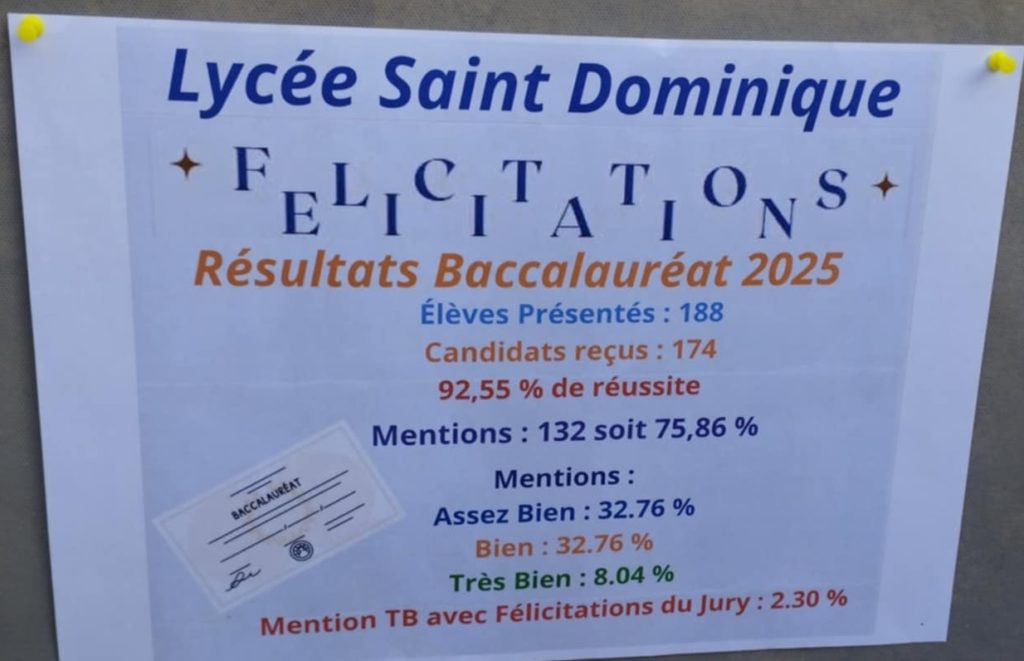 Lycée Saint Dominique
FELICITATIONS
Résultats Baccalauréat 2025
Élèves Présentés : 188
Candidats reçus : 174
92,55 % de réussite
Mentions : 132 soit 75,86 %
Mentions :
Assez Bien : 32.76 %
Bien : 32.76 %
Très Bien : 8.04 %
Mention TB avec Félicitations du Jury : 2.30 %
BACCALAURÉAT